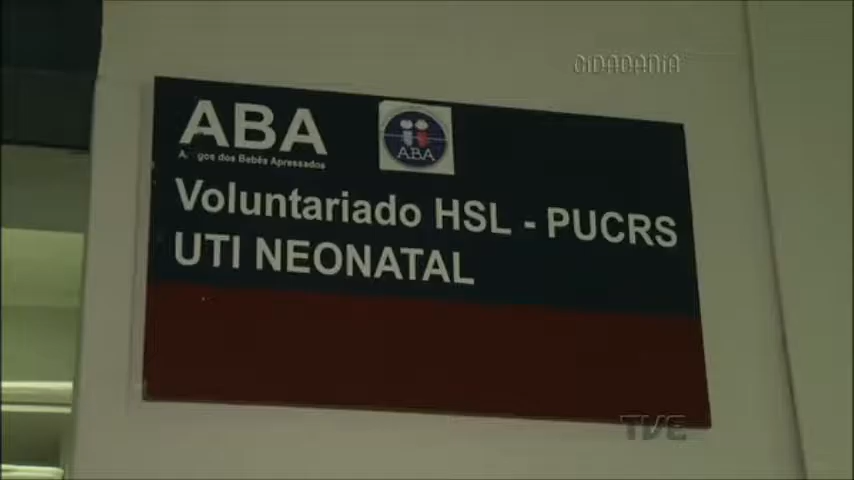 CIDADANIA
ABA
A gos dos Bebês Apressados
ABA
Voluntariado HSL - PUCRS
UTI NEONATAL
TVE